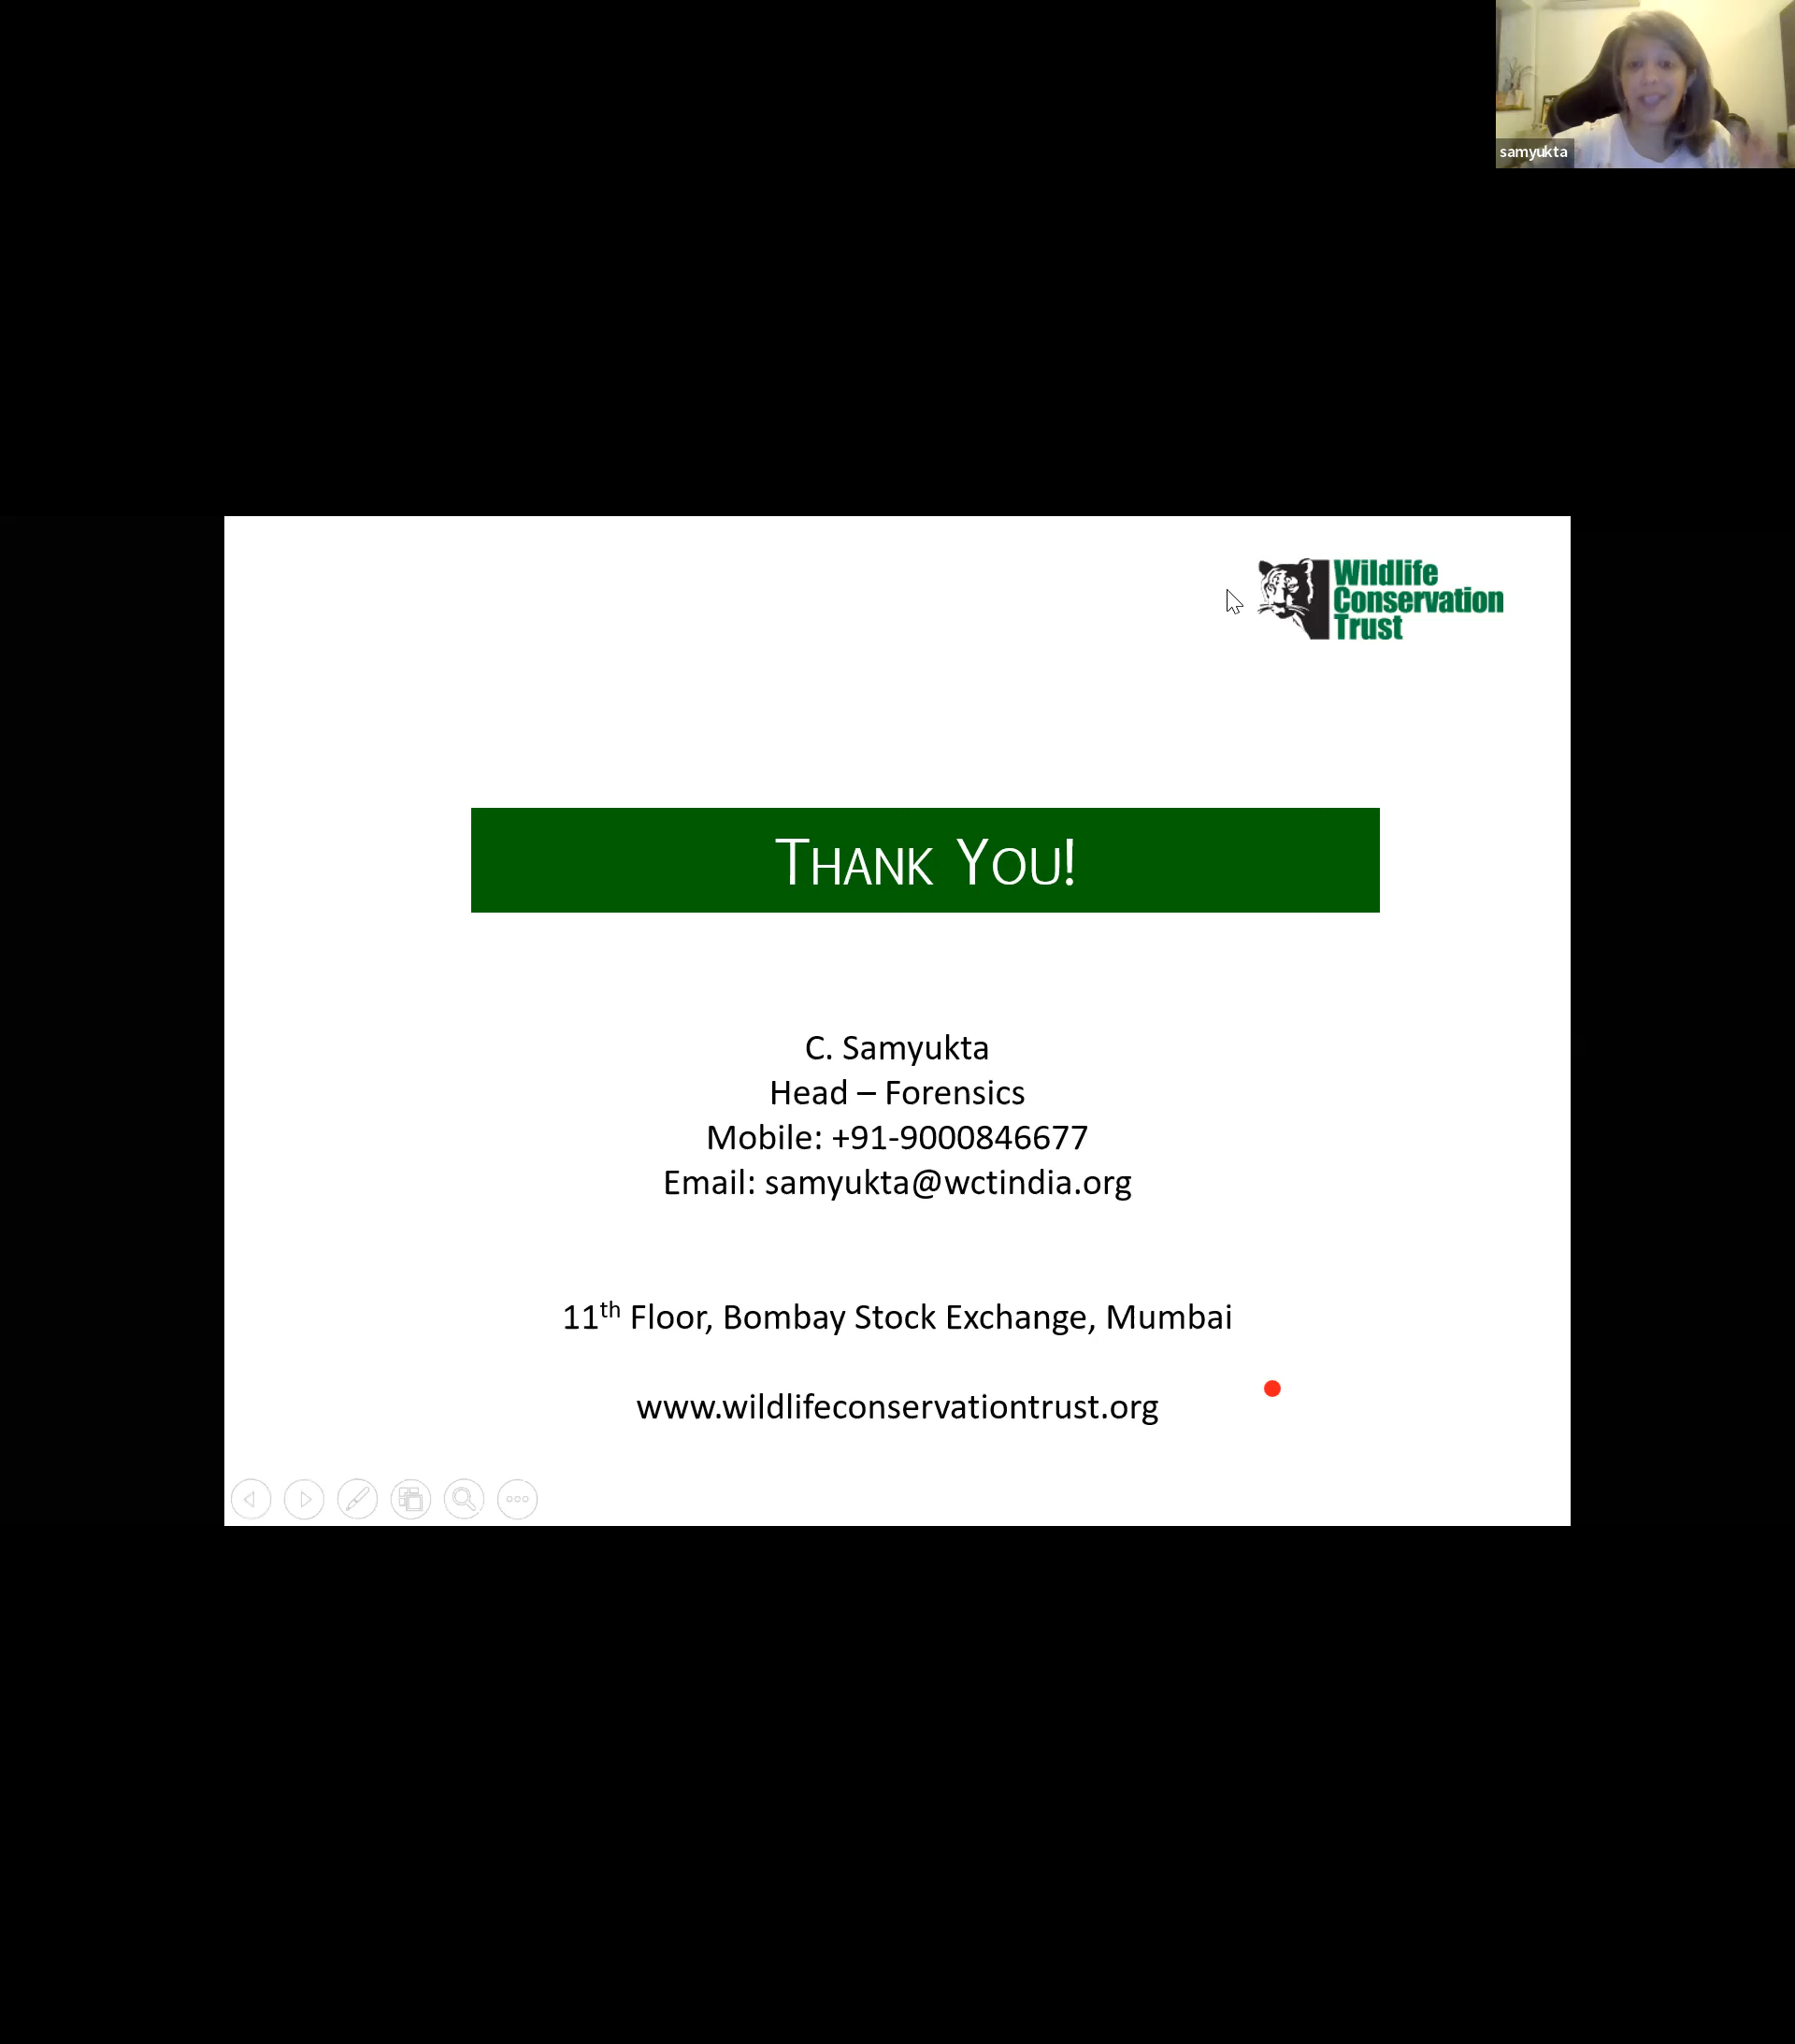 samyukta
Wildlife
Conservation
Trust
THANK YOU!
C. Samyukta
Head – Forensics
Mobile: +91-9000846677
Email: samyukta@wctindia.org
11th Floor, Bombay Stock Exchange, Mumbai
www.wildlifeconservationtrust.org